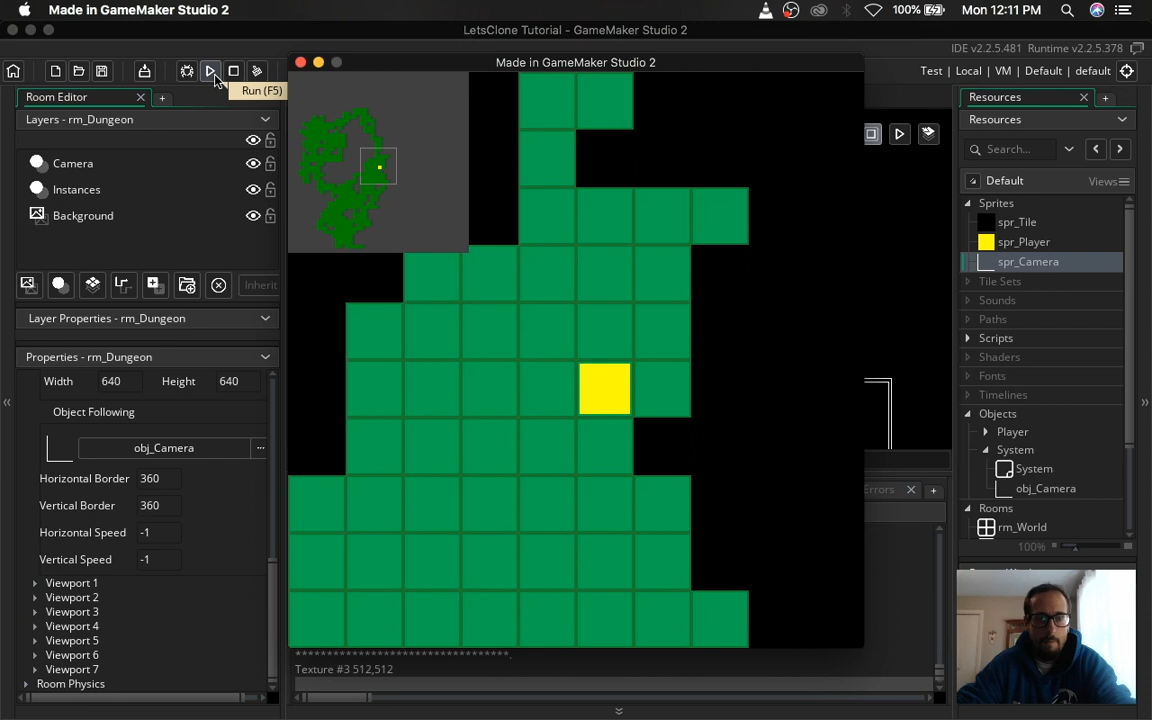 Made in GameMaker Studio 2
100%
Mon 12:11 PM
LetsClone Tutorial - GameMaker Studio 2
IDE v2.2.5.481 Runtime v2.2.5.378
Test | Local | VM | Default | default
Run (F5)
Made in GameMaker Studio 2
Room Editor
Layers - rm_Dungeon
Camera
Instances
Background
Inherit
Layer Properties - rm_Dungeon
Properties - rm_Dungeon
Width 640 Height 640
Object Following
obj_Camera ...
Horizontal Border 360
Vertical Border 360
Horizontal Speed -1
Vertical Speed -1
Viewport 1
Viewport 2
Viewport 3
Viewport 4
Viewport 5
Viewport 6
Viewport 7
Room Physics
Errors
***********************************.
Texture #3 512,512
Resources
Resources
Search...
Default
Views
Sprites
spr_Tile
spr_Player
spr_Camera
Tile Sets
Sounds
Paths
Scripts
Shaders
Fonts
Timelines
Objects
Player
System
System
obj_Camera
Rooms
rm_World
100%